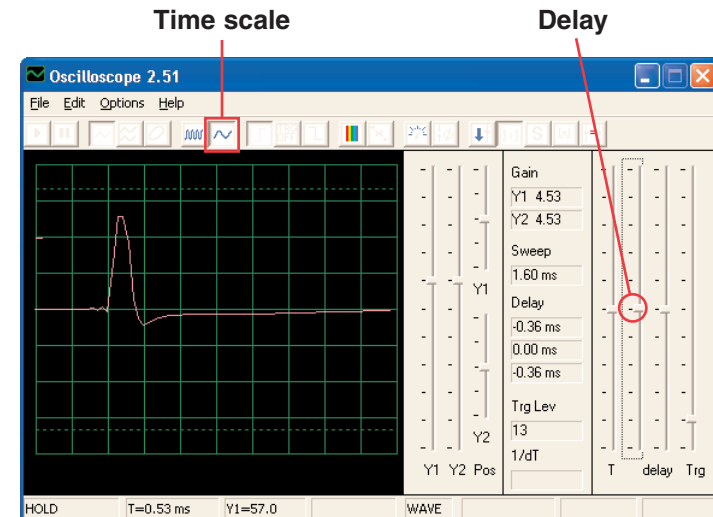 Time scale
Delay
Oscilloscope 2.51
File Edit Options Help
Gain
Y1 4.53
Y2 4.53
Sweep
1.60 ms
Y1
Delay
-0.36 ms
0.00 ms
-0.36 ms
Trg Lev
13
Y2
1/dT
Y1 Y2 Pos
T delay Trg
HOLD T=0.53 ms Y1=57.0 WAVE